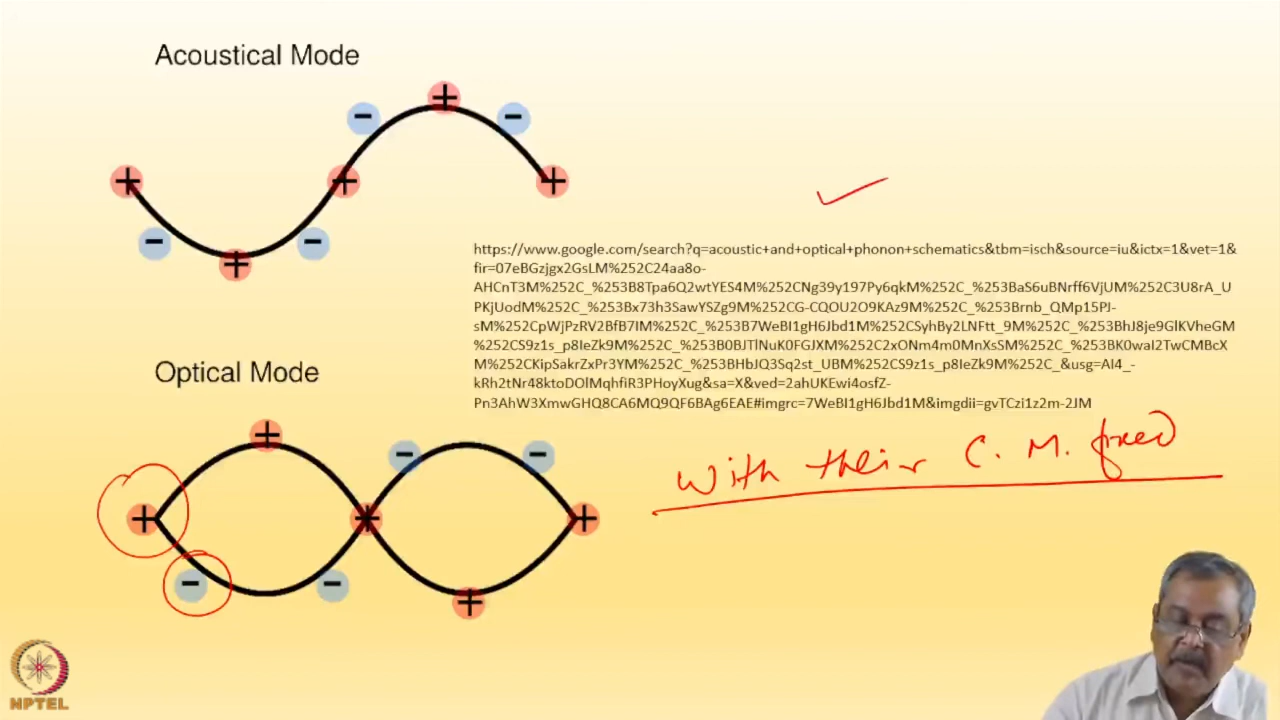 Acoustical Mode
+ - + - + - + - +
https://www.google.com/search?q=acoustic+and+optical+phonon+schematics&tbm=isch&source=iu&ictx=1&vet=1&
fir=07eBGzjgx2GsLM%252C24aa8o-
AHCnT3M%252C_%253B8Tpa6Q2wtYES4M%252CNg39y197Py6qkM%252C_%253BaS6uBNrff6VjUM%252C3U8rA_U
PKjUodM%252C_%253Bx73h3SawYSZg9M%252CG-CQOU2O9KAz9M%252C_%253Brnb_QMp15PJ-
sM%252CpWjPzRV2BfB7IM%252C_%253B7WeBI1gH6Jbd1M%252CSyhBy2LNFtt_9M%252C_%253BhJ8je9GlKVheGM
%252CS9z1s_p8IeZk9M%252C_%253B0BJTlNuK0FGJXM%252C2xONm4m0MnXsSM%252C_%253BK0waI2TwCMBcX
M%252CKipSakrZxPr3YM%252C_%253BHbJQ3Sq2st_UBM%252CS9z1s_p8IeZk9M%252C_&usg=AI4_-
kRh2tNr48ktoDOlMqhfiR3PHoyXug&sa=X&ved=2ahUKEwi4osfZ-
Pn3AhW3XmwGHQ8CA6MQ9QF6BAg6EAE#imgrc=7WeBI1gH6Jbd1M&imgdii=gvTCzi1z2m-2JM
Optical Mode
+ + - - + - - + +
with their C. M. fixed
NPTEL